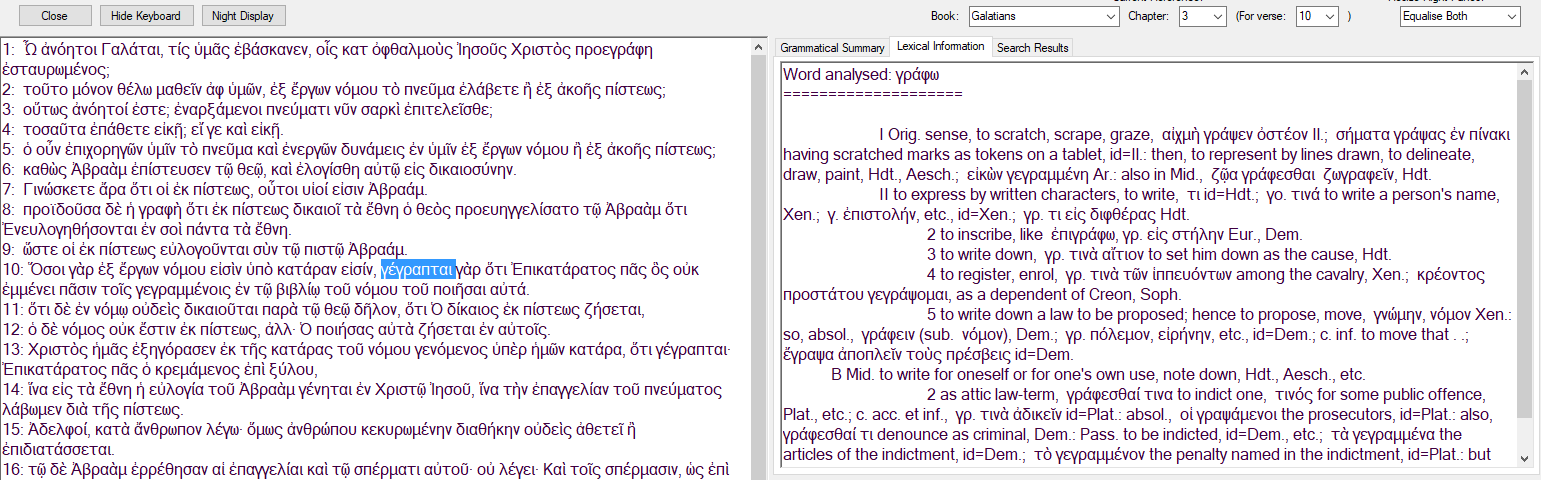 Close
Hide Keyboard
Night Display
Book:
Galatians
Chapter:
3
(For verse:
10
)
Equalise Both
1: Ὦ ἀνόητοι Γαλάται, τίς ὑμᾶς ἐβάσκανεν, οἷς κατ ὀφθαλμοὺς Ἰησοῦς Χριστὸς προεγράφη
ἐσταυρωμένος;
2: τοῦτο μόνον θέλω μαθεῖν ἀφ ὑμῶν, ἐξ ἔργων νόμου τὸ πνεῦμα ἐλάβετε ἢ ἐξ ἀκοῆς πίστεως;
3: οὕτως ἀνόητοί ἐστε; ἐναρξάμενοι πνεύματι νῦν σαρκὶ ἐπιτελεῖσθε;
4: τοσαῦτα ἐπάθετε εἰκῇ; εἴ γε καὶ εἰκῇ.
5: ὁ οὖν ἐπιχορηγῶν ὑμῖν τὸ πνεῦμα καὶ ἐνεργῶν δυνάμεις ἐν ὑμῖν ἐξ ἔργων νόμου ἢ ἐξ ἀκοῆς πίστεως;
6: καθὼς Ἀβραὰμ ἐπίστευσεν τῷ θεῷ, καὶ ἐλογίσθη αὐτῷ εἰς δικαιοσύνην.
7: Γινώσκετε ἄρα ὅτι οἱ ἐκ πίστεως, οὗτοι υἱοί εἰσιν Ἀβραάμ.
8: προϊδοῦσα δὲ ἡ γραφὴ ὅτι ἐκ πίστεως δικαιοῖ τὰ ἔθνη ὁ θεὸς προευηγγελίσατο τῷ Ἀβραὰμ ὅτι
Ἐνευλογηθήσονται ἐν σοὶ πάντα τὰ ἔθνη.
9: ὥστε οἱ ἐκ πίστεως εὐλογοῦνται σὺν τῷ πιστῷ Ἀβραάμ.
10: Ὅσοι γὰρ ἐξ ἔργων νόμου εἰσὶν ὑπὸ κατάραν εἰσίν, γέγραπται γὰρ ὅτι Ἐπικατάρατος πᾶς ὃς οὐκ
ἐμμένει πᾶσιν τοῖς γεγραμμένοις ἐν τῷ βιβλίῳ τοῦ νόμου τοῦ ποιῆσαι αὐτά.
11: ὅτι δὲ ἐν νόμῳ οὐδεὶς δικαιοῦται παρὰ τῷ θεῷ δῆλον, ὅτι Ὁ δίκαιος ἐκ πίστεως ζήσεται,
12: ὁ δὲ νόμος οὐκ ἔστιν ἐκ πίστεως, ἀλλ· Ὁ ποιήσας αὐτὰ ζήσεται ἐν αὐτοῖς.
13: Χριστὸς ἡμᾶς ἐξηγόρασεν ἐκ τῆς κατάρας τοῦ νόμου γενόμενος ὑπὲρ ἡμῶν κατάρα, ὅτι γέγραπται·
Ἐπικατάρατος πᾶς ὁ κρεμάμενος ἐπὶ ξύλου,
14: ἵνα εἰς τὰ ἔθνη ἡ εὐλογία τοῦ Ἀβραὰμ γένηται ἐν Χριστῷ Ἰησοῦ, ἵνα τὴν ἐπαγγελίαν τοῦ πνεύματος
λάβωμεν διὰ τῆς πίστεως.
15: Ἀδελφοί, κατὰ ἄνθρωπον λέγω· ὅμως ἀνθρώπου κεκυρωμένην διαθήκην οὐδεὶς ἀθετεῖ ἢ
ἐπιδιατάσσεται.
16: τῷ δὲ Ἀβραὰμ ἐρρέθησαν αἱ ἐπαγγελίαι καὶ τῷ σπέρματι αὐτοῦ· οὐ λέγει· Καὶ τοῖς σπέρμασιν, ὡς ἐπὶ
Grammatical Summary
Lexical Information
Search Results
Word analysed: γράφω
====================
I Orig. sense, to scratch, scrape, graze, αἰχμὴ γράψεν ὀστέον Il.; σήματα γράψας ἐν πίνακι
having scratched marks as tokens on a tablet, id=Il.: then, to represent by lines drawn, to delineate,
draw, paint, Hdt., Aesch.; εἰκὼν γεγραμμένη Ar.: also in Mid., ζῷα γράφεσθαι ζωγραφεῖν, Hdt.
II to express by written characters, to write, τι id=Hdt.; γο. τινά to write a person's name,
Xen.; γ. ἐπιστολήν, etc., id=Xen.; γρ. τι εἰς διφθέρας Hdt.
2 to inscribe, like ἐπιγράφω, γρ. εἰς στήλην Eur., Dem.
3 to write down, γρ. τινὰ αἴτιον to set him down as the cause, Hdt.
4 to register, enrol, γρ. τινὰ τῶν ἱππευόντων among the cavalry, Xen.; κρέοντος
προστάτου γεγράψομαι, as a dependent of Creon, Soph.
5 to write down a law to be proposed; hence to propose, move, γνώμην, νόμον Xen.:
so, absol., γράφειν (sub. νόμον), Dem.; γρ. πόλεμον, εἰρήνην, etc., id=Dem.; c. inf. to move that . .;
ἔγραψα ἀποπλεῖν τοὺς πρέσβεις id=Dem.
B Mid. to write for oneself or for one's own use, note down, Hdt., Aesch., etc.
2 as attic law-term, γράφεσθαί τινα to indict one, τινός for some public offence,
Plat., etc.; c. acc. et inf., γρ. τινὰ ἀδικεῖν id=Plat.: absol., οἱ γραψάμενοι the prosecutors, id=Plat.: also,
γράφεσθαί τι denounce as criminal, Dem.: Pass. to be indicted, id=Dem., etc.; τὰ γεγραμμένα the
articles of the indictment, id=Dem.; τὸ γεγραμμένον the penalty named in the indictment, id=Plat.: but